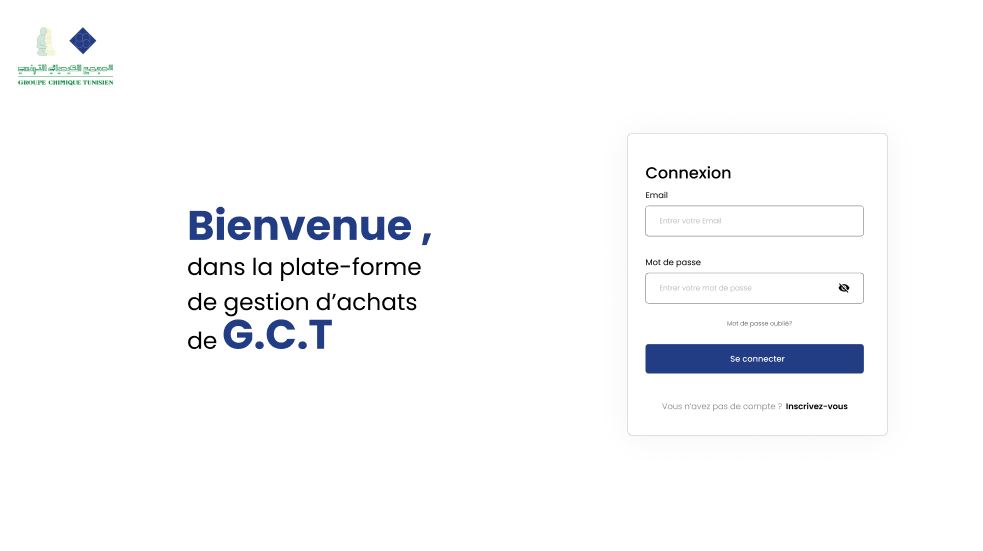 المجمع الكيميائي التونسي
GROUPE CHIMIQUE TUNISIEN
Bienvenue ,
dans la plate-forme
de gestion d'achats
de G.C.T
Connexion
Email
Entrer votre Email
Mot de passe
Entrer votre mot de passe
Mot de passe oublié?
Se connecter
Vous n'avez pas de compte ? Inscrivez-vous